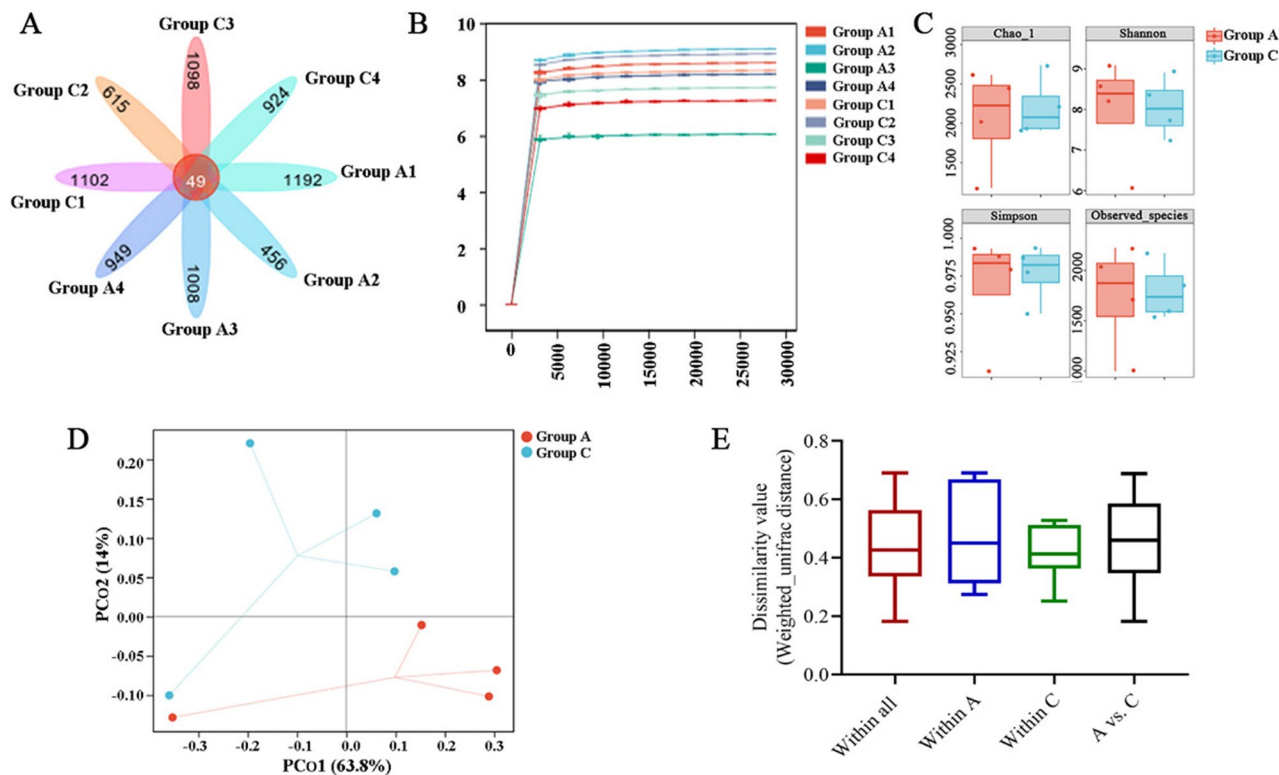 A
Group C3
Group C2
Group C4
1098
615
924
Group C1
1102
49
1192
Group A1
949
1008
456
Group A4
Group A2
Group A3
B
10
8
6
4
2
0
0
5000
10000
15000
20000
25000
30000
Group A1
Group A2
Group A3
Group A4
Group C1
Group C2
Group C3
Group C4
C
Chao_1
Shannon
3000
2500
2000
1500
9
8
7
6
Simpson
Observed_species
1.000
0.975
0.950
0.925
2000
1500
1000
Group A
Group C
D
PCO2 (14%)
0.20
0.15
0.10
0.05
0.00
-0.05
-0.10
-0.3
-0.2
-0.1
0.0
0.1
0.2
0.3
PCO1 (63.8%)
Group A
Group C
E
Dissimilarity value
(Weighted_unifrac distance)
0.8
0.6
0.4
0.2
0.0
Within all
Within A
Within C
A vs. C